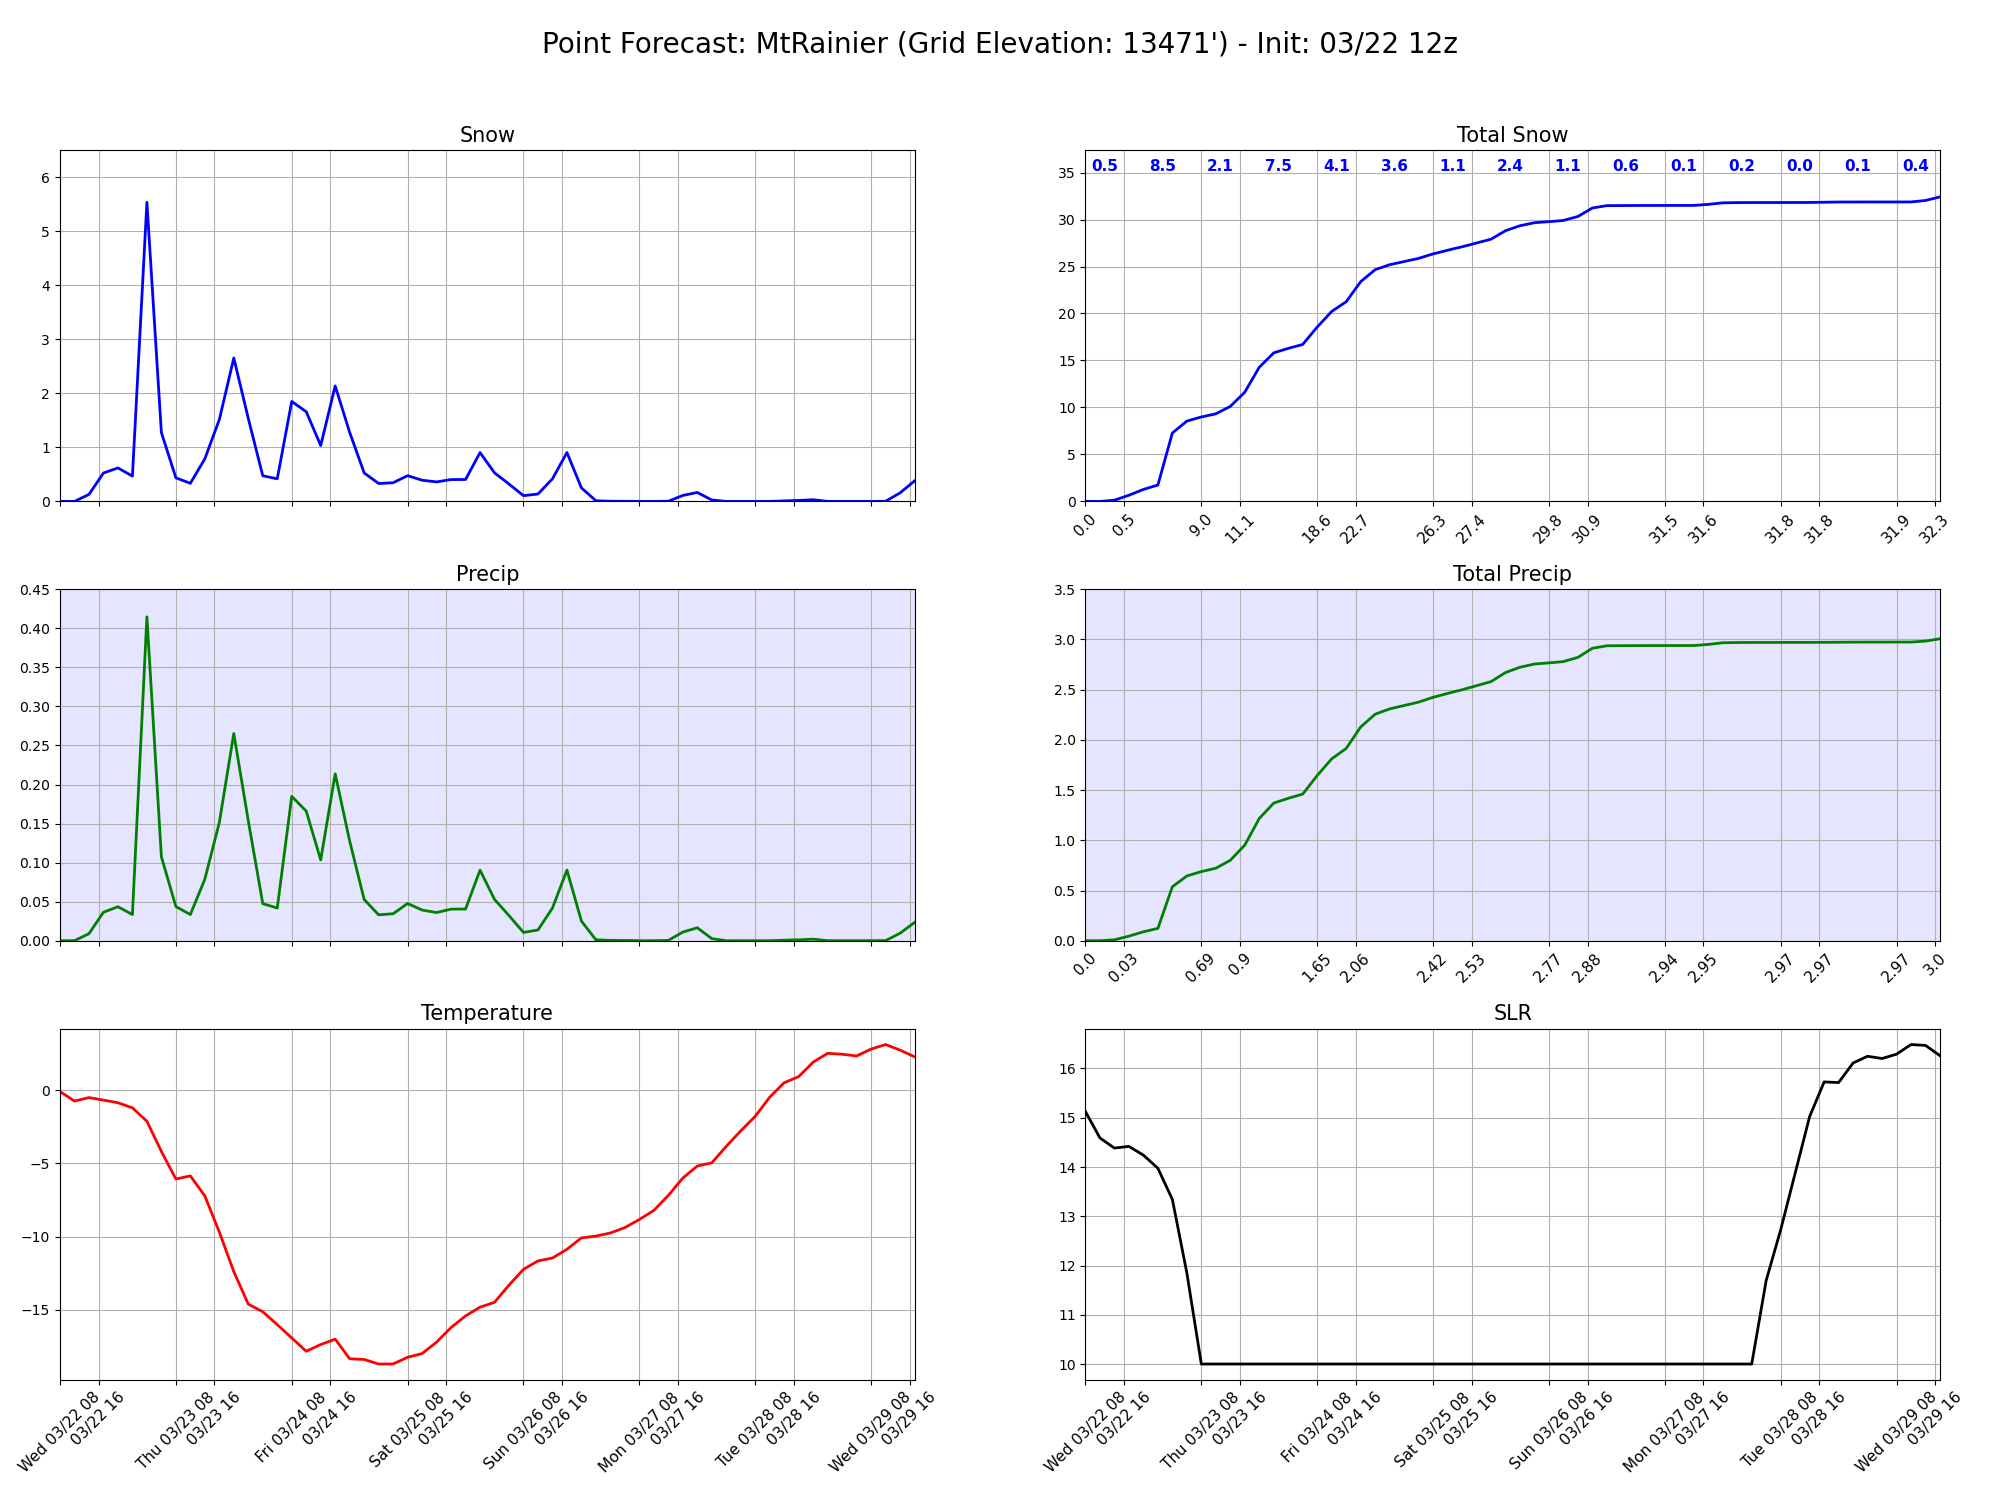 Point Forecast: MtRainier (Grid Elevation: 13471') - Init: 03/22 12z
Snow
6
5
4
3
2
1
0
Total Snow
0.5 8.5 2.1 7.5 4.1 3.6 1.1 2.4 1.1 0.6 0.1 0.2 0.0 0.1 0.4
35
30
25
20
15
10
5
0
0.0 0.5 9.0 11.1 18.6 22.7 26.3 27.4 29.8 30.9 31.5 31.6 31.8 31.8 31.9 32.3
Precip
0.45
0.40
0.35
0.30
0.25
0.20
0.15
0.10
0.05
0.00
Total Precip
3.5
3.0
2.5
2.0
1.5
1.0
0.5
0.0
0.0 0.03 0.69 0.9 1.65 2.06 2.42 2.53 2.77 2.88 2.94 2.95 2.97 2.97 2.97 3.0
Temperature
0
−5
−10
−15
Wed 03/22 08
03/22 16
Thu 03/23 08
03/23 16
Fri 03/24 08
03/24 16
Sat 03/25 08
03/25 16
Sun 03/26 08
03/26 16
Mon 03/27 08
03/27 16
Tue 03/28 08
03/28 16
Wed 03/29 08
03/29 16
SLR
16
15
14
13
12
11
10
Wed 03/22 08
03/22 16
Thu 03/23 08
03/23 16
Fri 03/24 08
03/24 16
Sat 03/25 08
03/25 16
Sun 03/26 08
03/26 16
Mon 03/27 08
03/27 16
Tue 03/28 08
03/28 16
Wed 03/29 08
03/29 16